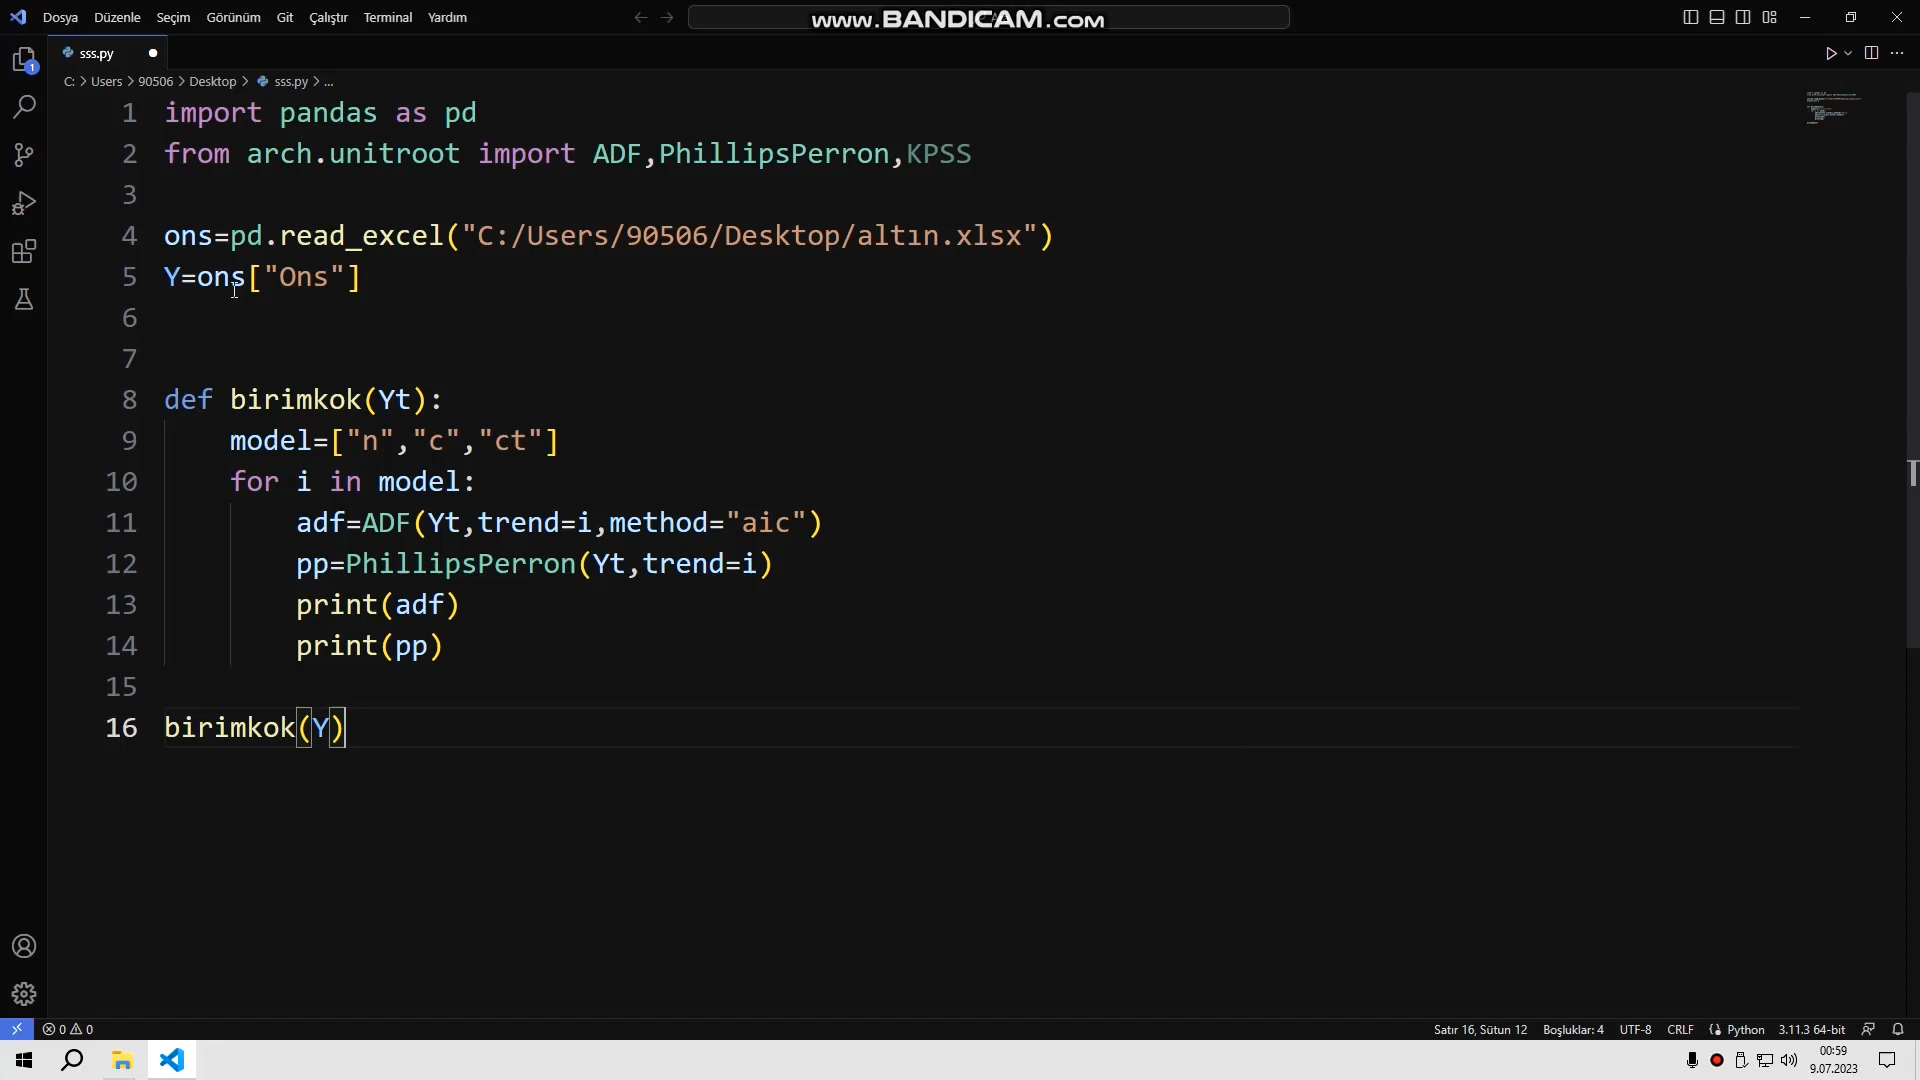 Dosya Düzenle Seçim Görünüm Git Çalıştır Terminal Yardım
www.BANDICAM.com
sss.py
1
C: > Users > 90506 > Desktop > sss.py > ...
1 import pandas as pd
2 from arch.unitroot import ADF,PhillipsPerron,KPSS
3
4 ons=pd.read_excel("C:/Users/90506/Desktop/altın.xlsx")
5 Y=ons["Ons"]
6
7
8 def birimkok(Yt):
9     model=["n","c","ct"]
10     for i in model:
11         adf=ADF(Yt,trend=i,method="aic")
12         pp=PhillipsPerron(Yt,trend=i)
13         print(adf)
14         print(pp)
15
16 birimkok(Y)
0 0 Satır 16, Sütun 12 Boşluklar: 4 UTF-8 CRLF Python 3.11.3 64-bit
00:59
9.07.2023